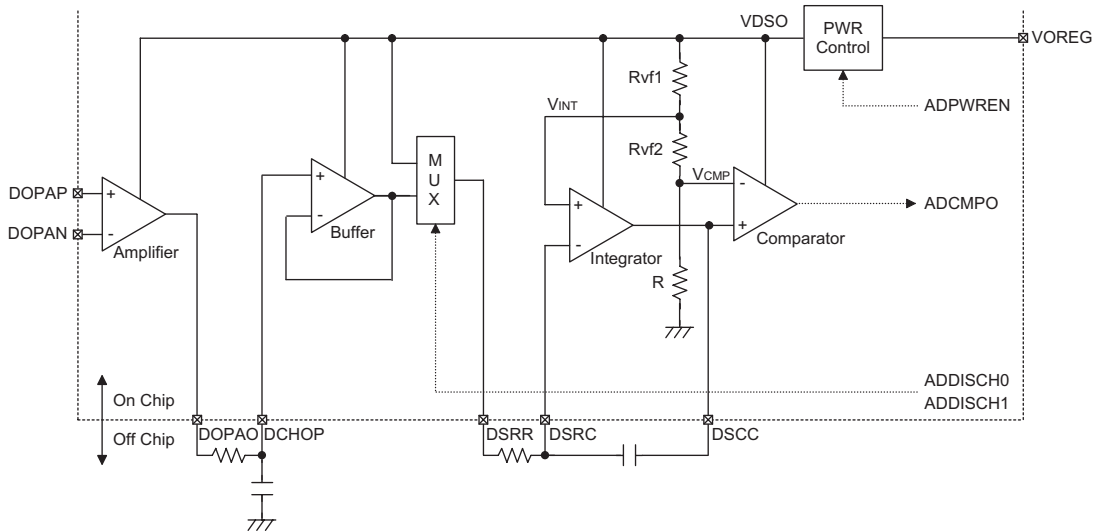 VDSO
PWR
Control
VOREG
Rvf1
ADPWREN
VINT
M
U
X
Rvf2
VCMP
DOPAP
+
+
+
-
ADCMPO
DOPAN
-
-
Buffer
-
+
Comparator
Amplifier
Integrator
R
On Chip
ADDISCH0
ADDISCH1
Off Chip
DOPAO
DCHOP
DSRR
DSRC
DSCC